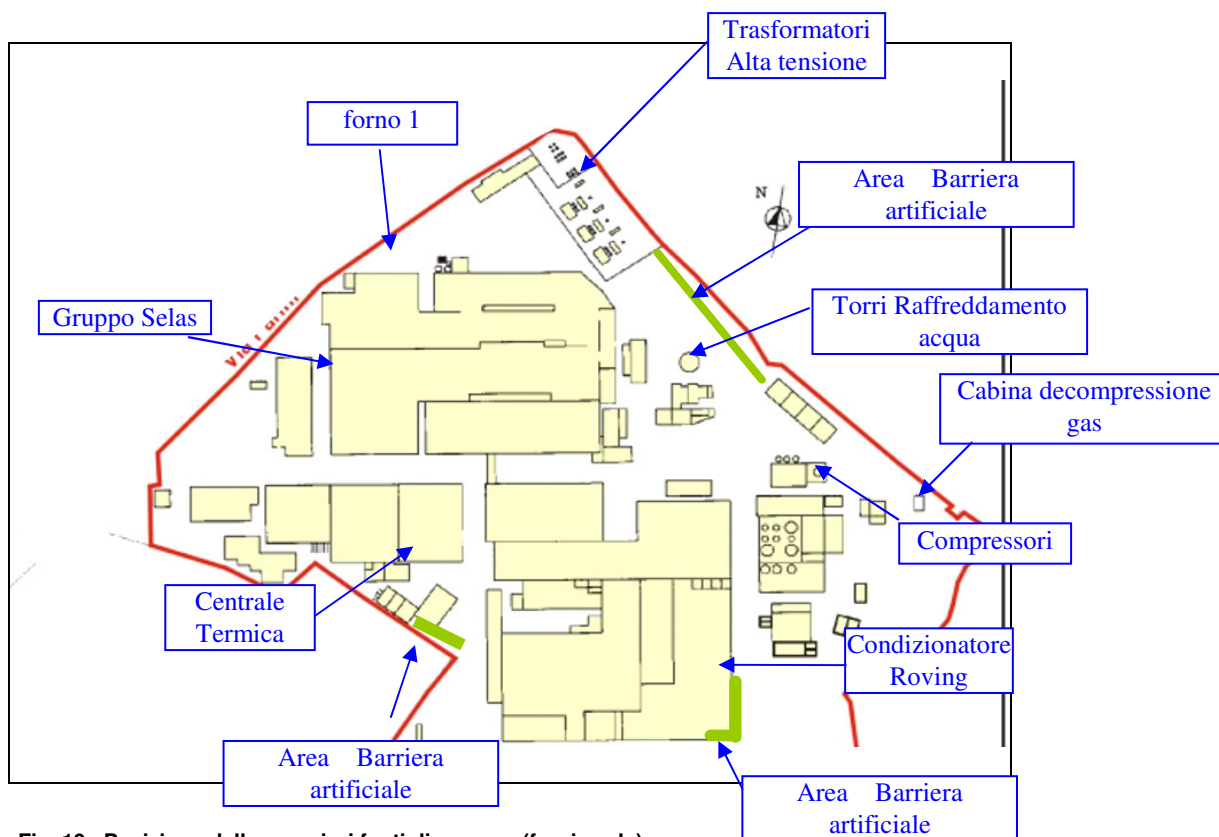 Trasformatori
Alta tensione
forno 1
Area Barriera
artificiale
N
Gruppo Selas
Torri Raffreddamento
acqua
Cabina decompressione
gas
Compressori
Centrale
Termica
Condizionatore
Roving
Area Barriera
artificiale
Area Barriera
artificiale